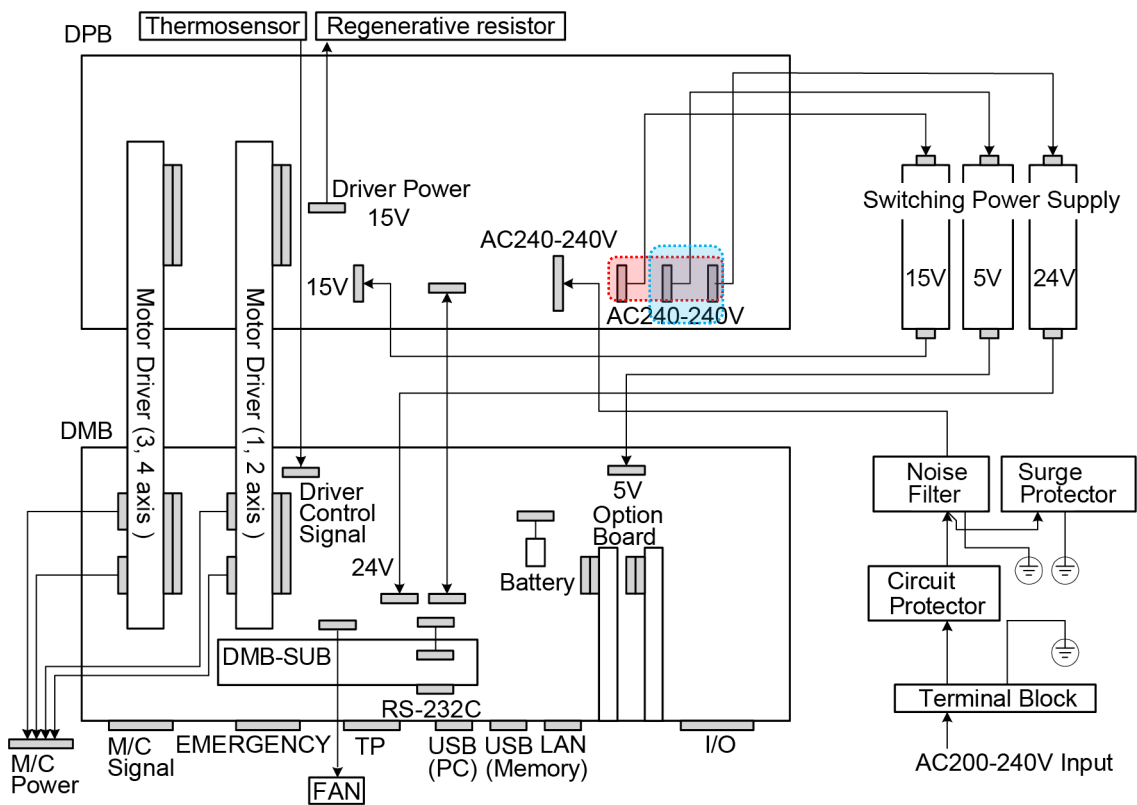 DPB
Thermosensor
Regenerative resistor
Driver Power
15V
15V
AC240-240V
AC240-240V
Switching Power Supply
15V
5V
24V
Motor Driver (3, 4 axis )
Motor Driver (1, 2 axis )
DMB
Driver
Control
Signal
24V
Battery
5V
Option
Board
DMB-SUB
RS-232C
M/C
Power
M/C
Signal
EMERGENCY
TP
USB
(PC)
USB
(Memory)
LAN
I/O
FAN
Noise
Filter
Surge
Protector
Circuit
Protector
Terminal Block
AC200-240V Input